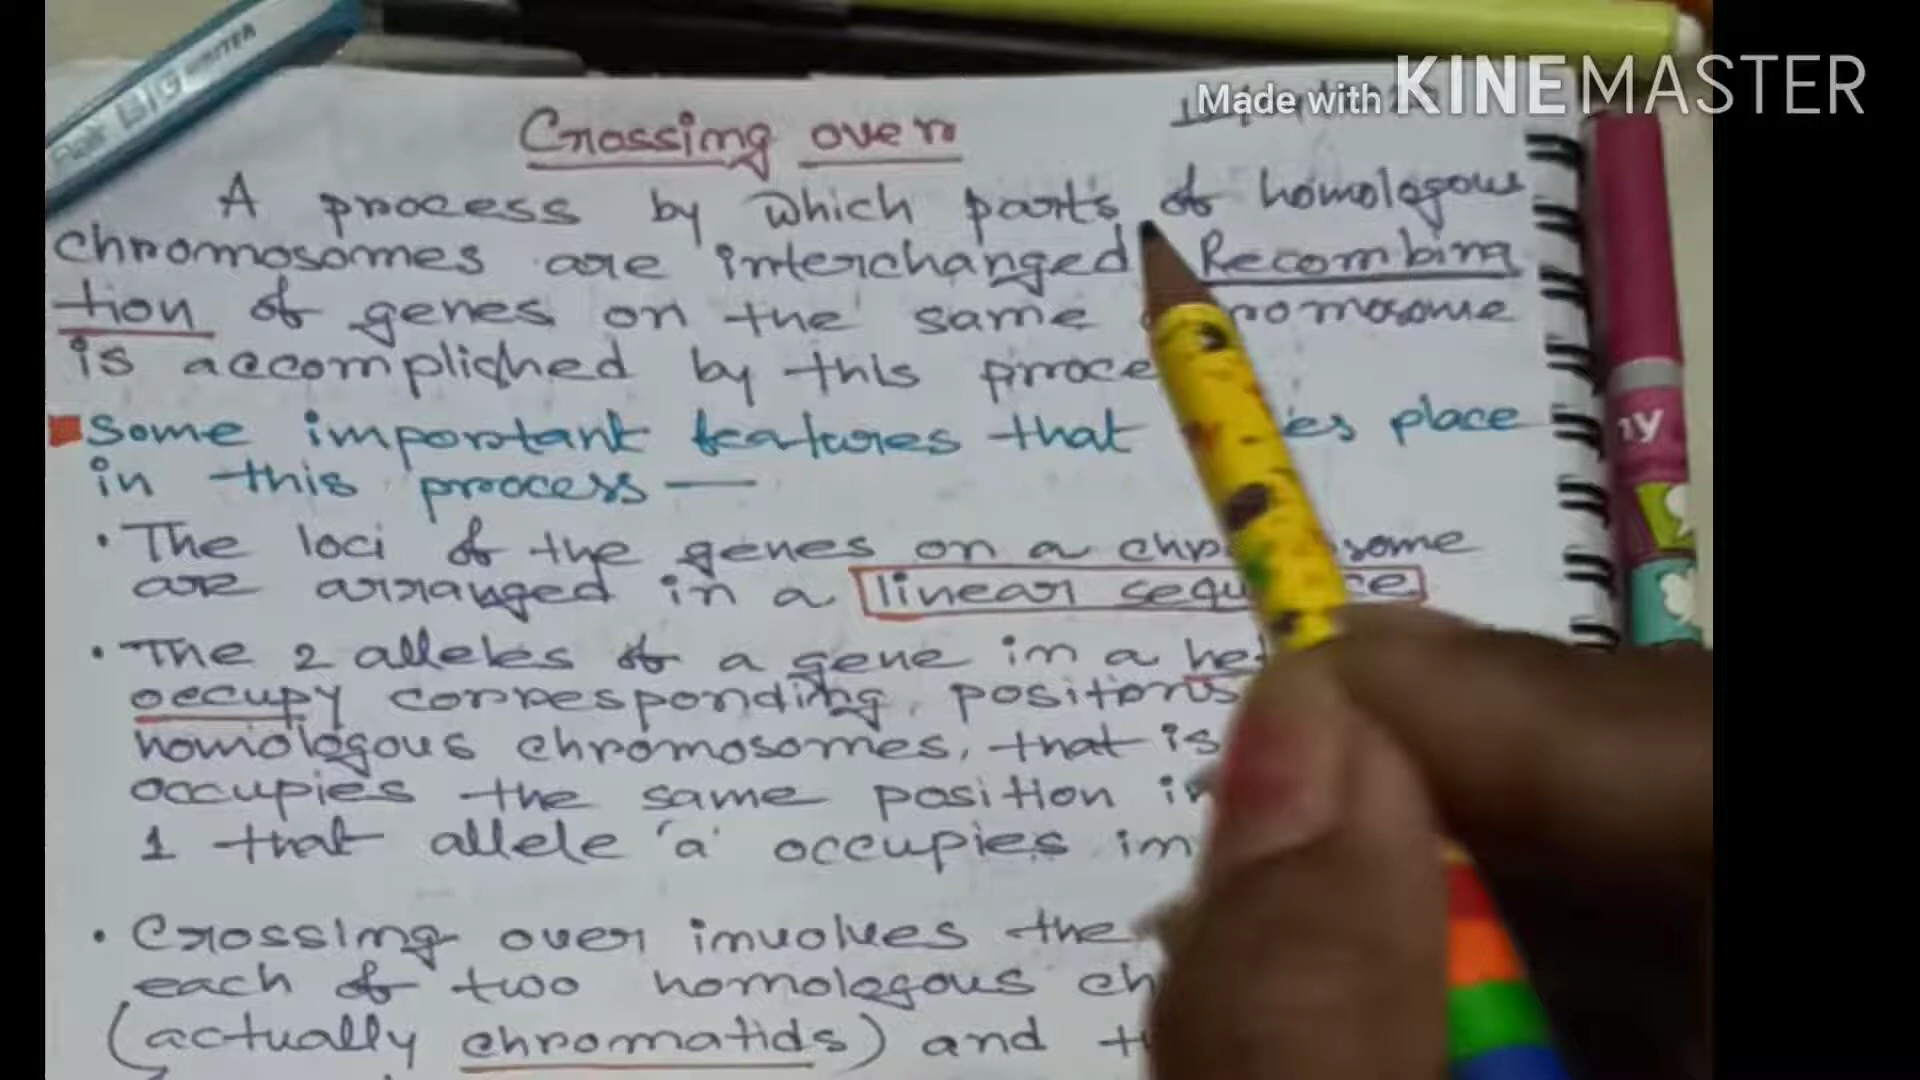 Made with KINEMASTER
Crossing over
A process by which parts of homologous
chromosomes are interchanged Recombina
tion of genes on the same
is accomplished by this
Some important features that place
in this process —
• The loci of the genes on a
are arranged in a linear
• The 2 alleles of a gene in a
occupy corresponding positions
homologous chromosomes, that is
occupies the same position
1 that allele 'a' occupies in
• Crossing over involves the
each of two homologous
(actually chromatids) and